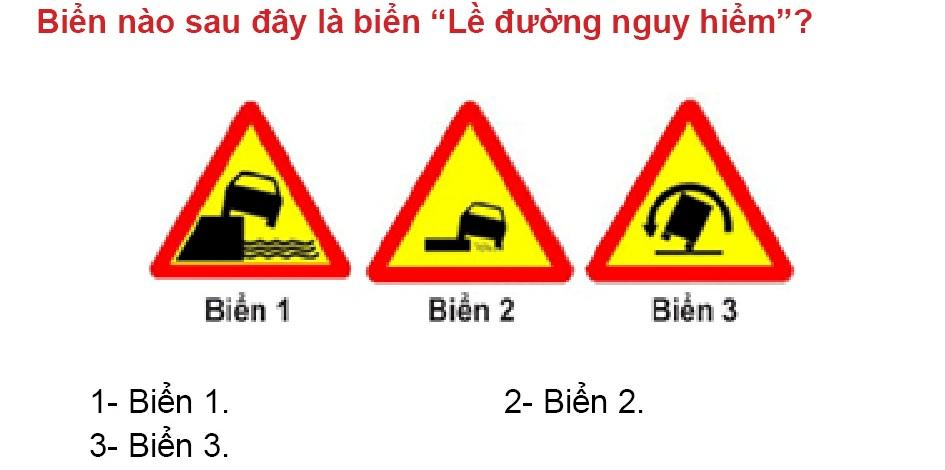 Biển nào sau đây là biển “Lề đường nguy hiểm”?
Biển 1 Biển 2 Biển 3
1- Biển 1. 2- Biển 2.
3- Biển 3.